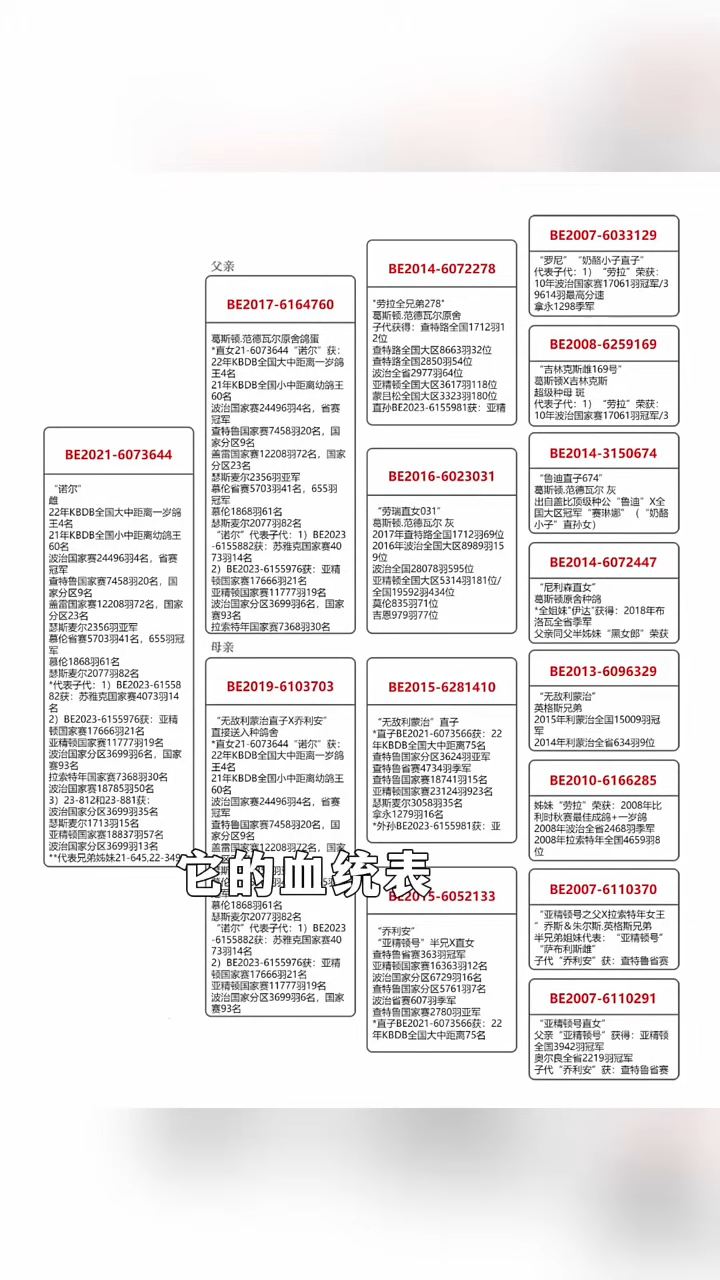 BE2021-6073644
“诺尔”
雌
22年KBDB全国大中距离一岁鸽
王4名
21年KBDB全国小中距离幼鸽王
60名
波治国家赛24496羽4名，省赛
冠军
查特鲁国家赛7458羽20名，国
家分区9名
盖雷国家赛12208羽72名，国家
分区23名
瑟斯麦尔2356羽亚军
慕伦省赛5703羽41名，655羽冠
军
慕伦1868羽61名
瑟斯麦尔2077羽82名
*代表子代：1）BE2023-61558
82获：苏雅克国家赛4073羽14
名
2）BE2023-6155976获：亚精
顿国家赛17666羽21名
亚精顿国家赛11777羽19名
波治国家分区3699羽6名，国家
赛93名
拉索特年国家赛7368羽30名
波治国家赛18785羽50名
3）23-812和23-881获：
波治国家分区3699羽35名
瑟斯麦尔1713羽15名
亚精顿国家赛18837羽57名
波治国家分区3699羽13名
**代表兄弟姊妹21-645,22-349
父亲
BE2017-6164760
葛斯顿.范德瓦尔原舍鸽蛋
*直女21-6073644“诺尔”获：
22年KBDB全国大中距离一岁鸽
王4名
21年KBDB全国小中距离幼鸽王
60名
波治国家赛24496羽4名，省赛
冠军
查特鲁国家赛7458羽20名，国
家分区9名
盖雷国家赛12208羽72名，国家
分区23名
瑟斯麦尔2356羽亚军
慕伦省赛5703羽41名，655羽
冠军
慕伦1868羽61名
瑟斯麦尔2077羽82名
“诺尔”代表子代：1）BE2023
-6155882获：苏雅克国家赛40
73羽14名
2）BE2023-6155976获：亚精
顿国家赛17666羽21名
亚精顿国家赛11777羽19名
波治国家分区3699羽6名，国家
赛93名
拉索特年国家赛7368羽30名
母亲
BE2019-6103703
“无敌利蒙治直子X乔利安”
直接送入种鸽舍
*直女21-6073644“诺尔”获：
22年KBDB全国大中距离一岁鸽
王4名
21年KBDB全国小中距离幼鸽王
60名
波治国家赛24496羽4名，省赛
冠军
查特鲁国家赛7458羽20名，国
家分区9名
盖雷国家赛12208羽72名，国家
它的血统表
慕伦1868羽61名
瑟斯麦尔2077羽82名
“诺尔”代表子代：1）BE2023
-6155882获：苏雅克国家赛40
73羽14名
2）BE2023-6155976获：亚精
顿国家赛17666羽21名
亚精顿国家赛11777羽19名
波治国家分区3699羽6名，国家
赛93名
BE2014-6072278
"劳拉全兄弟278"
葛斯顿.范德瓦尔原舍
子代获得：查特路全国1712羽1
2位
查特路全国大区8663羽32位
查特路全国2850羽54位
波治全省2977羽64位
亚精顿全国大区3617羽118位
蒙吕松全国大区3323羽180位
直孙BE2023-6155981获：亚精
BE2016-6023031
“劳瑞直女031”
葛斯顿.范德瓦尔 灰
2017年查特路全国1712羽69位
2016年波治全国大区8989羽15
9位
波治全国28078羽595位
亚精顿全国大区5314羽181位/
全国19592羽434位
莫伦835羽71位
吉恩979羽77位
BE2015-6281410
“无敌利蒙治”直子
*直子BE2021-6073566获：22
年KBDB全国大中距离75名
查特鲁国家分区3624羽亚军
查特鲁省赛4734羽季军
查特鲁国家赛18741羽15名
亚精顿国家赛23124羽923名
瑟斯麦尔3058羽35名
拿永1279羽16名
*外孙BE2023-6155981获：亚
BE2015-6052133
“乔利安”
“亚精顿号”半兄X直女
查特鲁省赛363羽冠军
亚精顿国家赛16363羽12名
波治国家分区6729羽16名
查特鲁国家分区5761羽7名
波治省赛607羽季军
查特鲁国家赛2780羽亚军
*直子BE2021-6073566获：22
年KBDB全国大中距离75名
BE2007-6033129
“罗尼”“奶酪小子直子”
代表子代：1）“劳拉”荣获：
10年波治国家赛17061羽冠军/3
9614羽最高分速
拿永1298季军
BE2008-6259169
“吉林克斯雌169号”
葛斯顿X吉林克斯
超级种母 斑
代表子代：1）“劳拉”荣获：
10年波治国家赛17061羽冠军/3
BE2014-3150674
“鲁迪直子674”
葛斯顿.范德瓦尔 灰
出自盖比顶级种公“鲁迪”X全
国大区冠军“赛琳娜”（“奶酪
小子”直孙女）
BE2014-6072447
“尼利森直女”
葛斯顿原舍种鸽
*全姐妹"伊达"获得：2018年布
洛瓦全省季军
父亲同父半姊妹“黑女郎”荣获
BE2013-6096329
“无敌利蒙治”
英格斯兄弟
2015年利蒙治全国15009羽冠
军
2014年利蒙治全省634羽9位
BE2010-6166285
姊妹“劳拉”荣获：2008年比
利时秋赛最佳成鸽+一岁鸽
2008年波治全省2468羽季军
2008年拉索特年全国4659羽8
位
BE2007-6110370
“亚精顿号之父X拉索特年女王
”乔斯＆朱尔斯.英格斯兄弟
半兄弟姐妹代表：“亚精顿号”
“萨布利斯雌”
子代“乔利安”获：查特鲁省赛
BE2007-6110291
“亚精顿号直女”
父亲“亚精顿号”获得：亚精顿
全国3942羽冠军
奥尔良全省2219羽冠军
子代“乔利安”获：查特鲁省赛